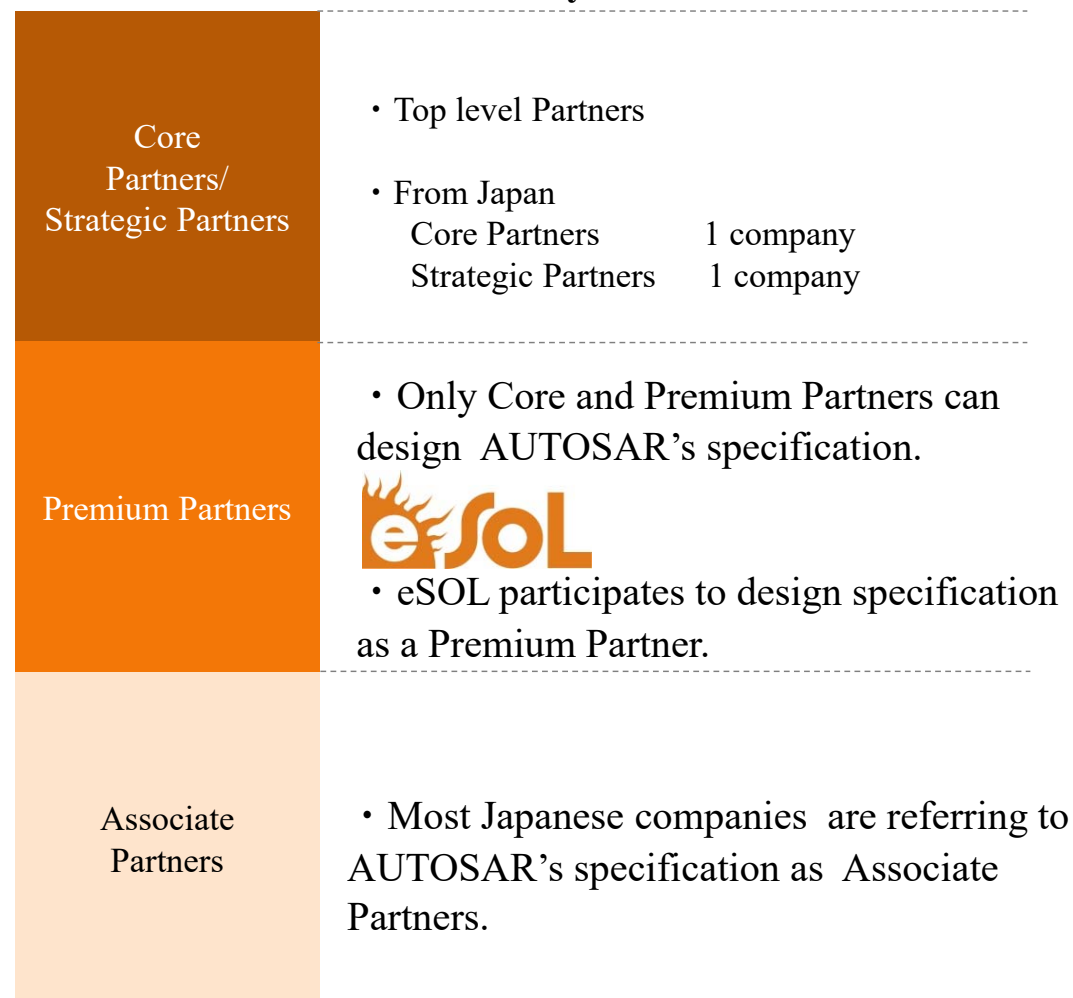 Core
Partners/
Strategic Partners
・Top level Partners
・From Japan
Core Partners 1 company
Strategic Partners 1 company
Premium Partners
・Only Core and Premium Partners can
design AUTOSAR’s specification.
eSOL
・eSOL participates to design specification
as a Premium Partner.
Associate
Partners
・Most Japanese companies are referring to
AUTOSAR’s specification as Associate
Partners.